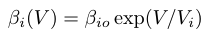 β_i(V) = β_{io} exp(V/V_i)